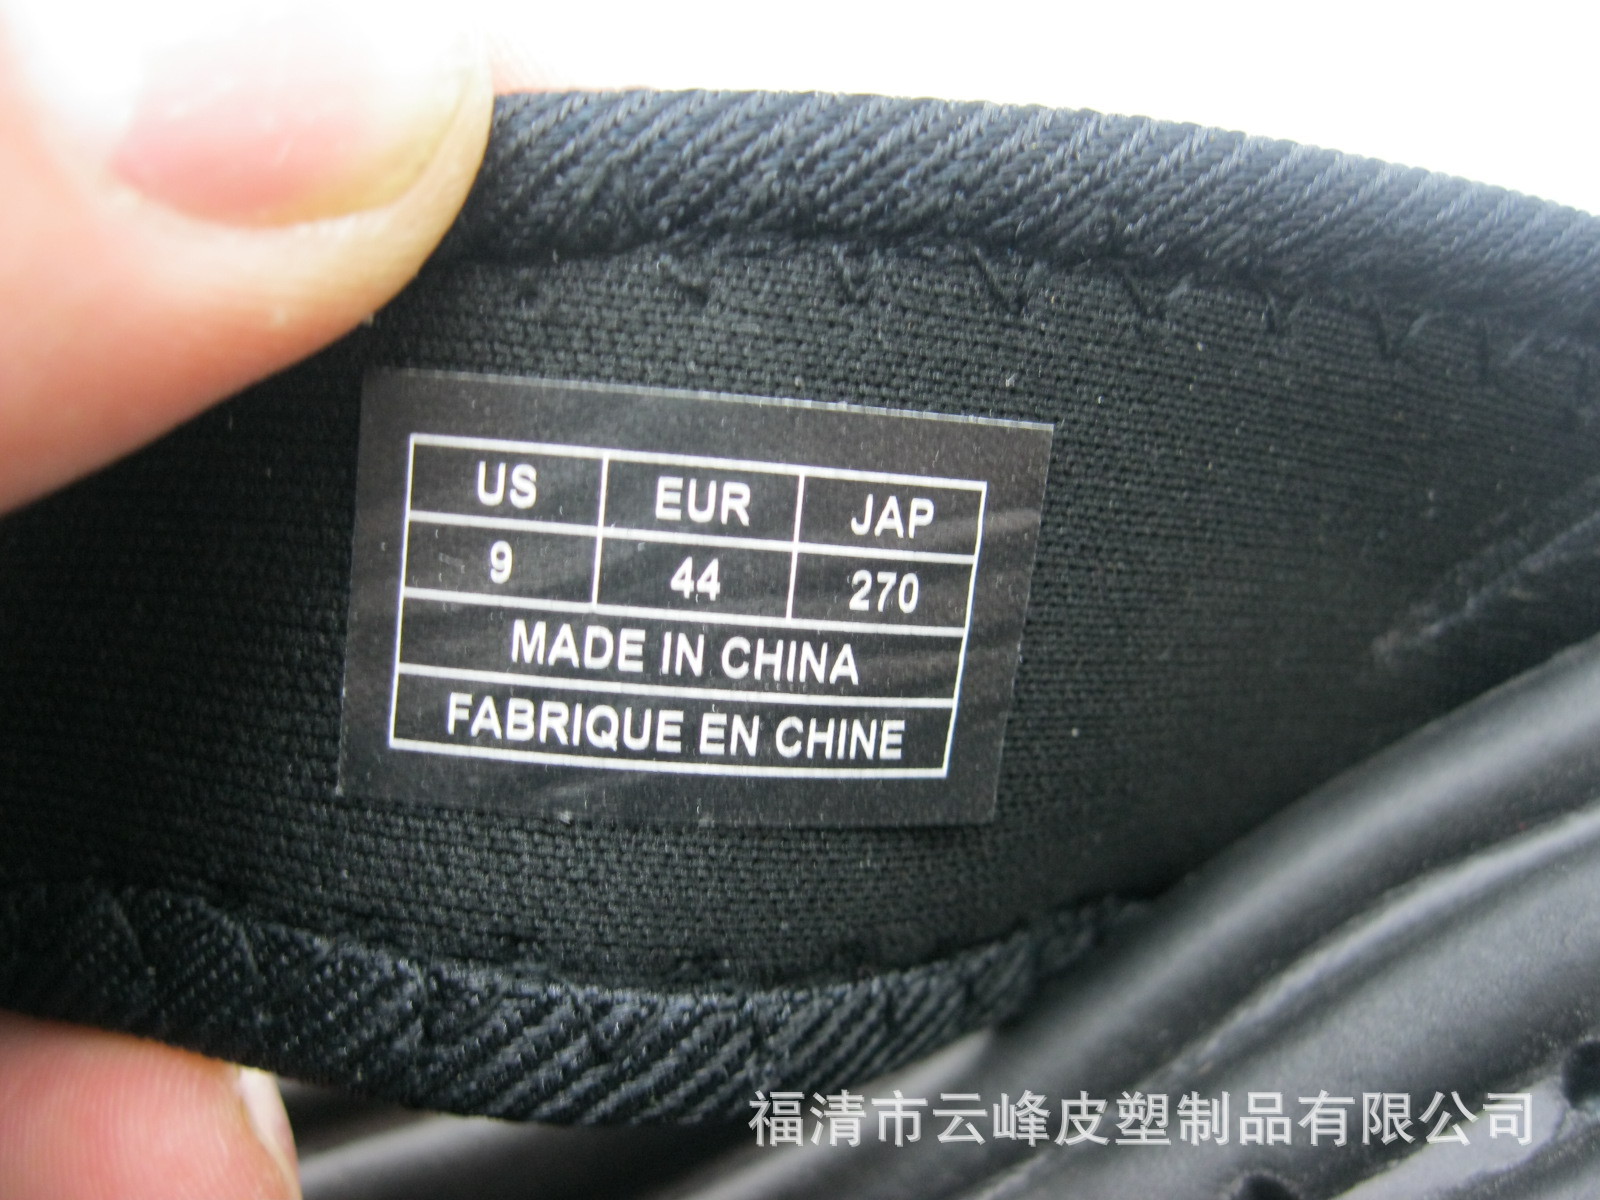 US EUR JAP
9 44 270
MADE IN CHINA
FABRIQUE EN CHINE
福清市云峰皮塑制品有限公司